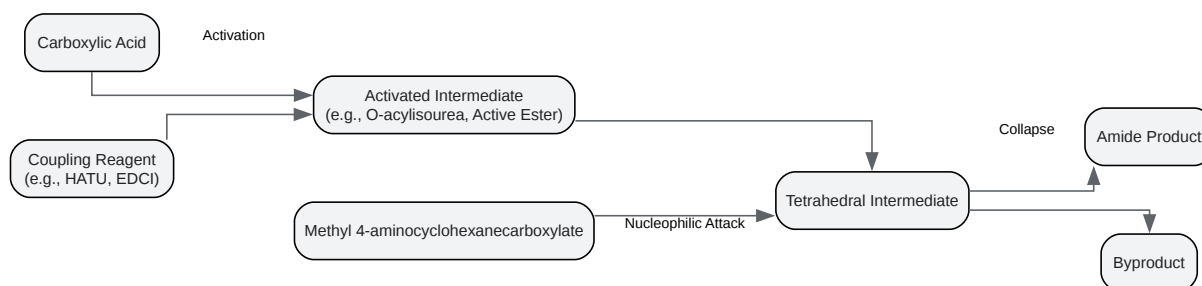 Carboxylic Acid
Activation
Activated Intermediate
(e.g., O-acylisourea, Active Ester)
Coupling Reagent
(e.g., HATU, EDCI)
Collapse
Amide Product
Tetrahedral Intermediate
Methyl 4-aminocyclohexanecarboxylate
Nucleophilic Attack
Byproduct